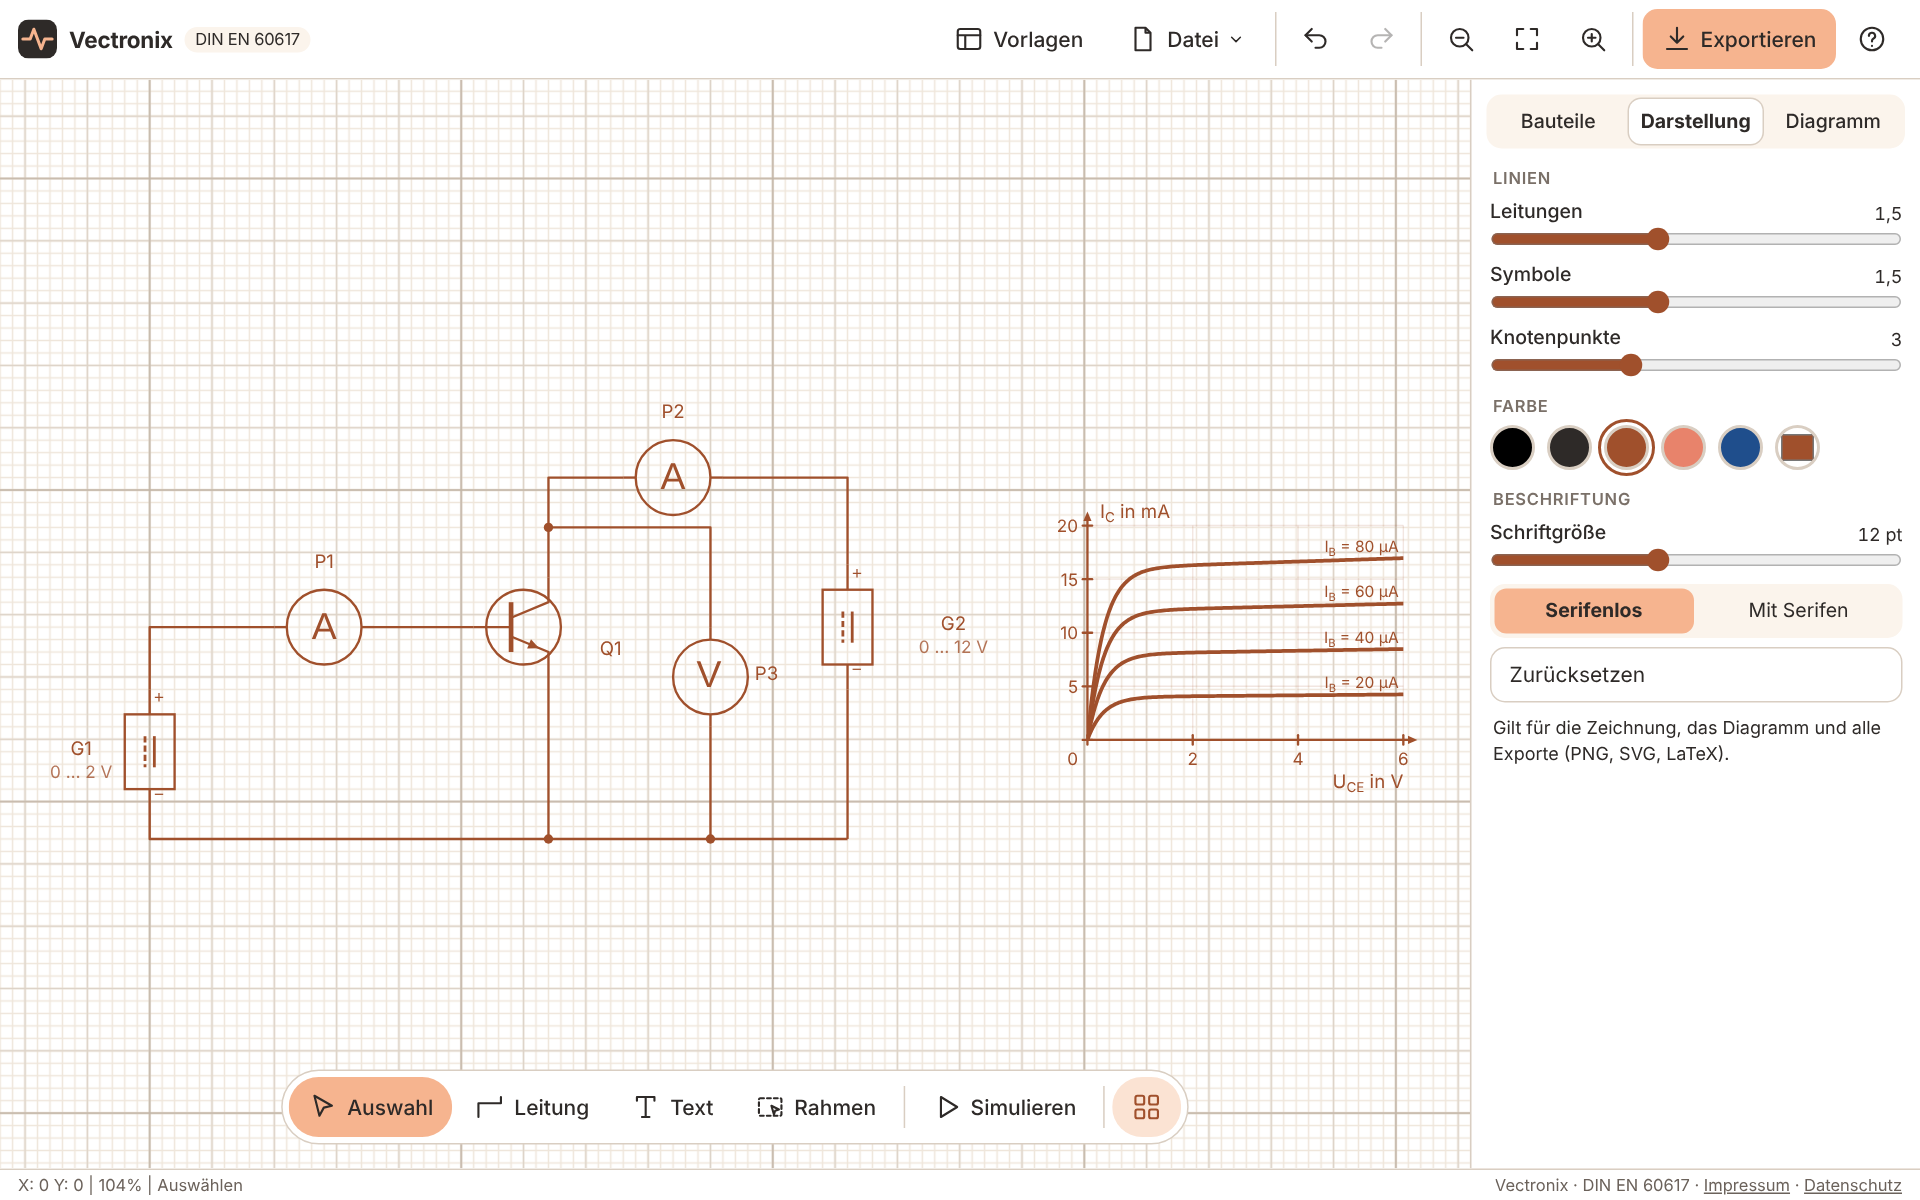 Vectronix DIN EN 60617 Vorlagen Datei Exportieren
Bauteile Darstellung Diagramm
LINIEN
Leitungen 1,5
Symbole 1,5
Knotenpunkte 3
FARBE
BESCHRIFTUNG
Schriftgröße 12 pt
Serifenlos Mit Serifen
Zurücksetzen
Gilt für die Zeichnung, das Diagramm und alle
Exporte (PNG, SVG, LaTeX).
P2
A
P1
A
Q1
V
P3
+
−
G2
0 ... 12 V
+
−
G1
0 ... 2 V
I_C in mA
20
15
10
5
0
2
4
6
I_B = 80 µA
I_B = 60 µA
I_B = 40 µA
I_B = 20 µA
U_CE in V
Auswahl Leitung Text Rahmen Simulieren
X: 0 Y: 0 | 104% | Auswählen
Vectronix · DIN EN 60617 · Impressum · Datenschutz